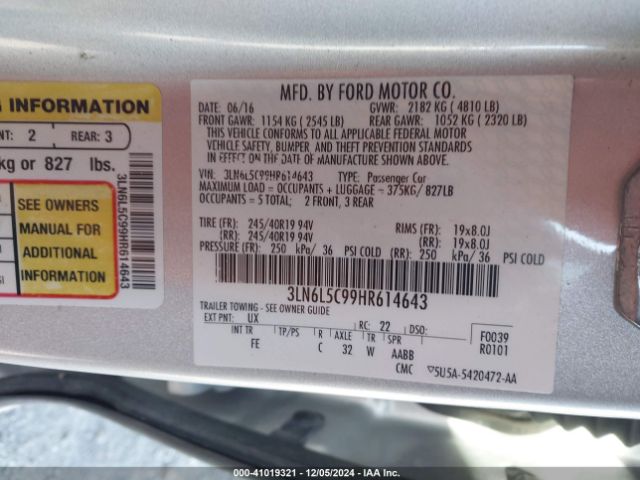 INFORMATION
2 REAR: 3
kg or 827 lbs.
SEE OWNERS
MANUAL FOR
ADDITIONAL
INFORMATION
3LN6L5C99HR614643
MFD. BY FORD MOTOR CO.
DATE: 06/16 GVWR: 2182 KG ( 4810 LB)
FRONT GAWR: 1154 KG ( 2545 LB) REAR GAWR: 1052 KG ( 2320 LB)
THIS VEHICLE CONFORMS TO ALL APPLICABLE FEDERAL MOTOR
VEHICLE SAFETY, BUMPER, AND THEFT PREVENTION STANDARDS
IN EFFECT ON THE DATE OF MANUFACTURE SHOWN ABOVE.
VIN: 3LN6L5C99HR614643 TYPE: Passenger Car
MAXIMUM LOAD = OCCUPANTS + LUGGAGE = 375KG/ 827LB
OCCUPANTS = 5 TOTAL; 2 FRONT, 3 REAR
TIRE (FR): 245/40R19 94V RIMS (FR): 19x8.0J
(RR): 245/40R19 94V (RR): 19x8.0J
PRESSURE (FR): 250 kPa/ 36 PSI COLD (RR): 250 kPa/ 36 PSI COLD
3LN6L5C99HR614643
TRAILER TOWING - SEE OWNER GUIDE
EXT PNT: UX RC: 22 DSO:
INT TR TP/PS R AXLE TR SPR F0039
FE C 32 W AABB R0101
CMC ▽5U5A-5420472-AA
000-41019321 - 12/05/2024 - IAA Inc.